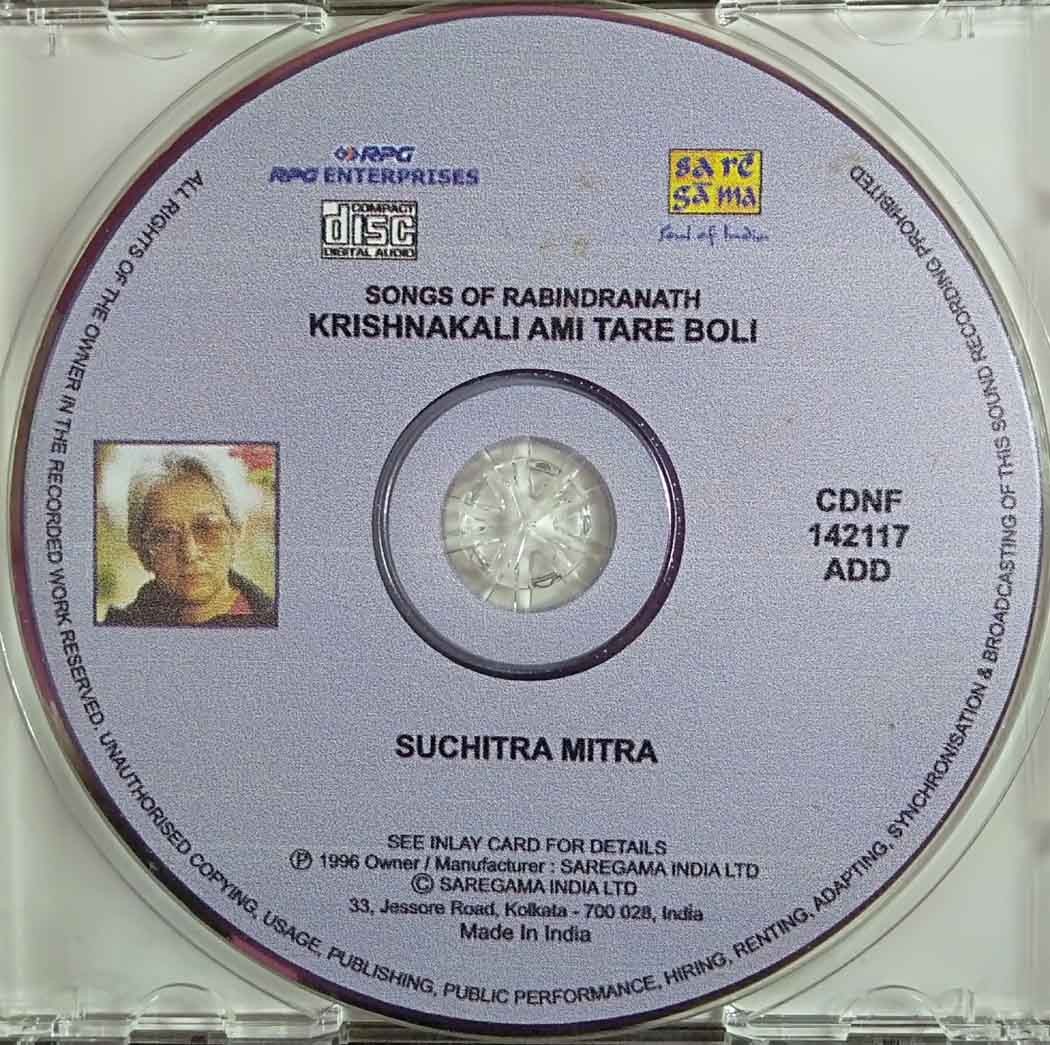 RPG
RPG ENTERPRISES
COMPACT
disc
DIGITAL AUDIO
sa re
ga ma
Soul of India
SONGS OF RABINDRANATH
KRISHNAKALI AMI TARE BOLI
CDNF
142117
ADD
SUCHITRA MITRA
SEE INLAY CARD FOR DETAILS
Ⓟ 1996 Owner / Manufacturer : SAREGAMA INDIA LTD
© SAREGAMA INDIA LTD
33, Jessore Road, Kolkata - 700 028, India
Made In India
ALL RIGHTS OF THE OWNER IN THE RECORDED WORK RESERVED. UNAUTHORISED COPYING, USAGE, PUBLISHING, PUBLIC PERFORMANCE, HIRING, RENTING, ADAPTING, SYNCHRONISATION & BROADCASTING OF THIS SOUND RECORDING PROHIBITED